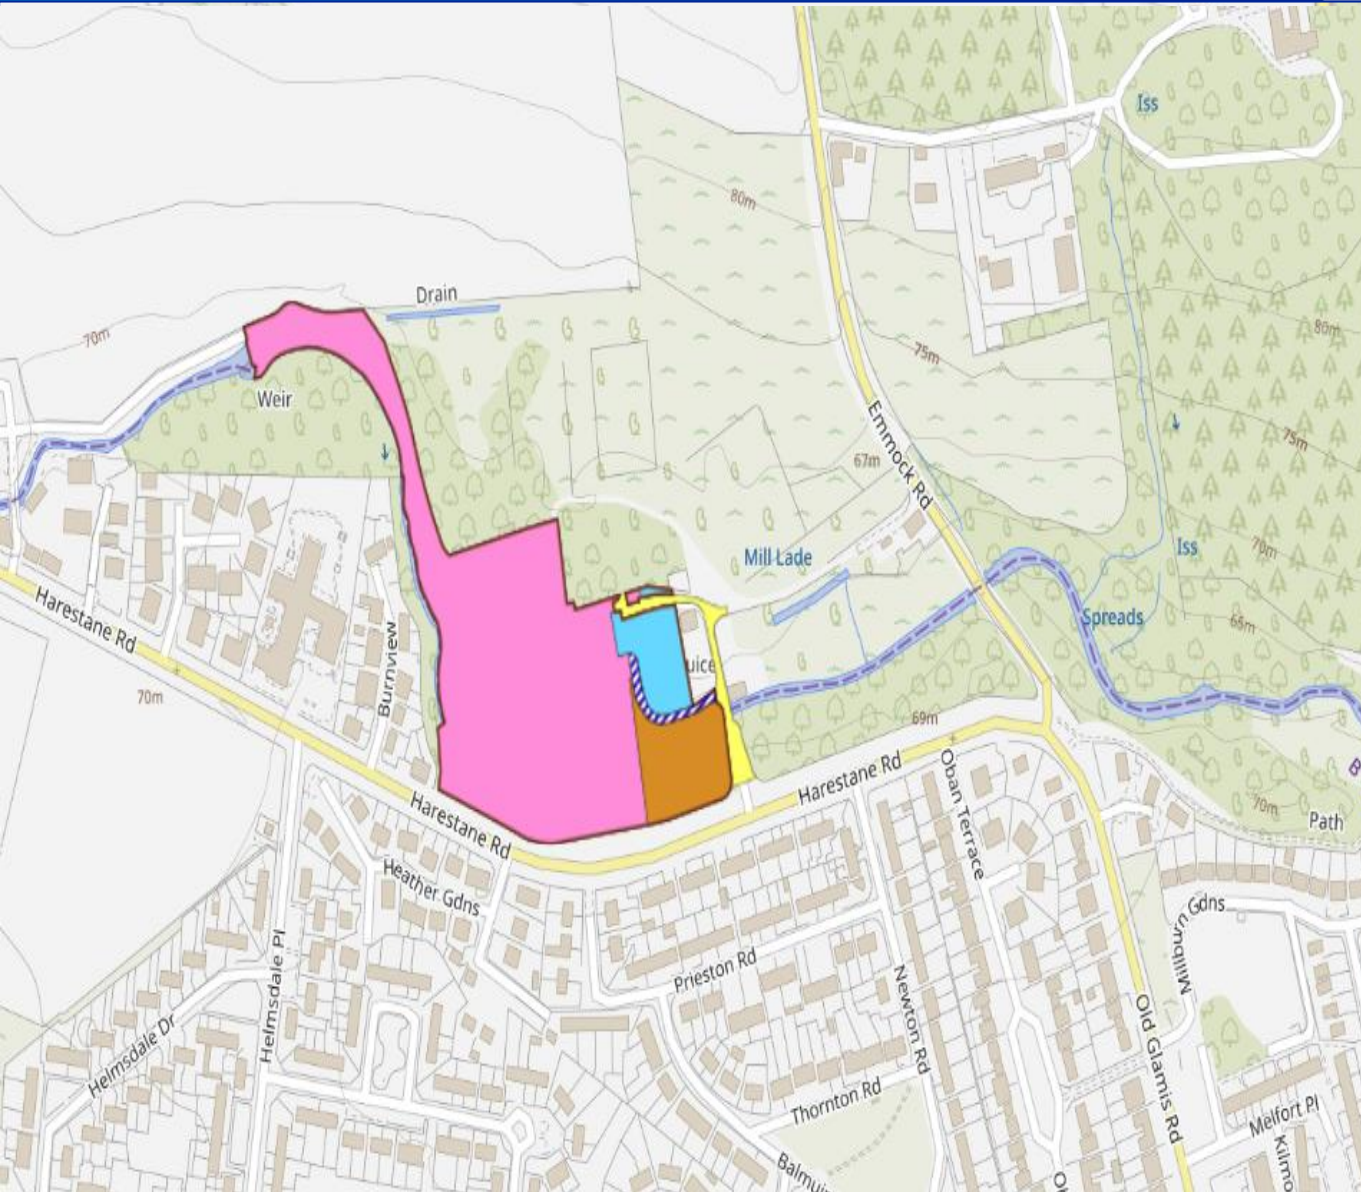 Iss
80m
Drain
70m
80m
75m
Weir
Emmock Rd
75m
67m
Mill Lade
Iss
70m
Spreads
65m
Harestane Rd
Burnview
uice
70m
69m
Harestane Rd
Oban Terrace
B
70m
Path
Harestane Rd
Heather Gdns
Millburn Gdns
Helmsdale Pl
Prieston Rd
Newton Rd
Old Glamis Rd
Helmsdale Dr
Thornton Rd
Melfort Pl
Kilmo
Balmuir